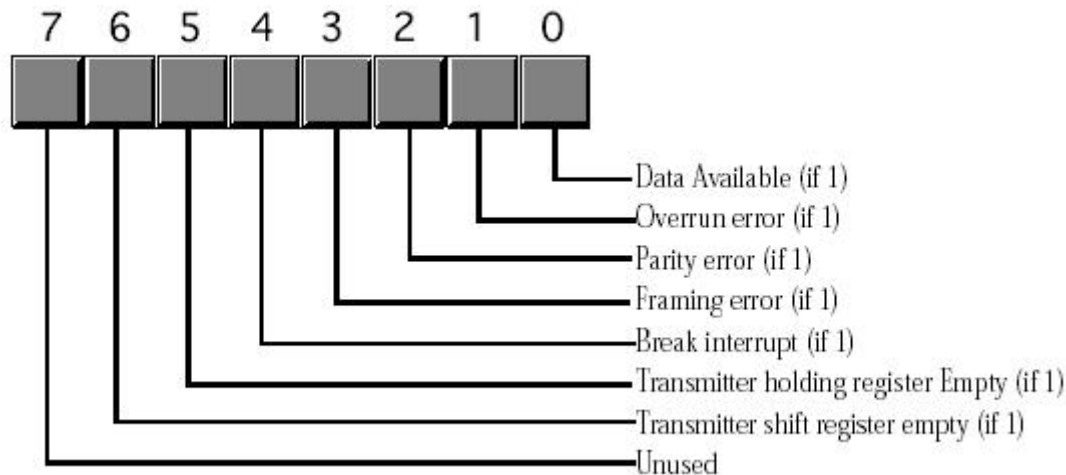 7 6 5 4 3 2 1 0
Data Available (if 1)
Overrun error (if 1)
Parity error (if 1)
Framing error (if 1)
Break interrupt (if 1)
Transmitter holding register Empty (if 1)
Transmitter shift register empty (if 1)
Unused